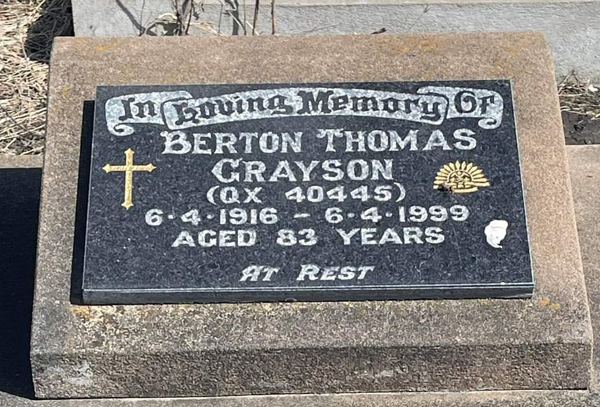 In Loving Memory Of
BERTON THOMAS
GRAYSON
(QX 40445)
6·4·1916 – 6·4·1999
AGED 83 YEARS
AT REST